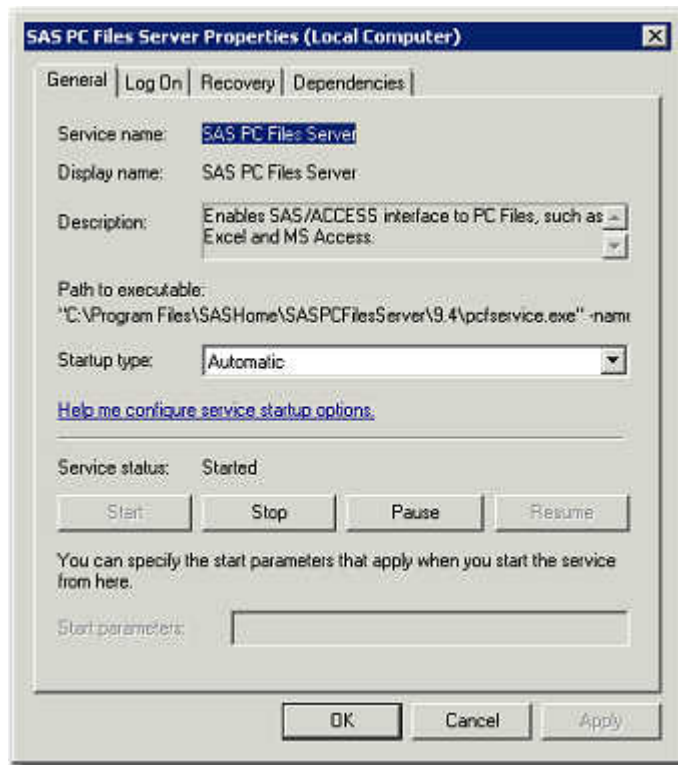 SAS PC Files Server Properties (Local Computer)
General Log On Recovery Dependencies
Service name: SAS PC Files Server
Display name: SAS PC Files Server
Description: Enables SAS/ACCESS interface to PC Files, such as
Excel and MS Access.
Path to executable:
"C:\Program Files\SASHome\SASPCFilesServer\9.4\pcfservice.exe" -name
Startup type: Automatic
Help me configure service startup options.
Service status: Started
Start Stop Pause Resume
You can specify the start parameters that apply when you start the service
from here.
Start parameters:
OK Cancel Apply